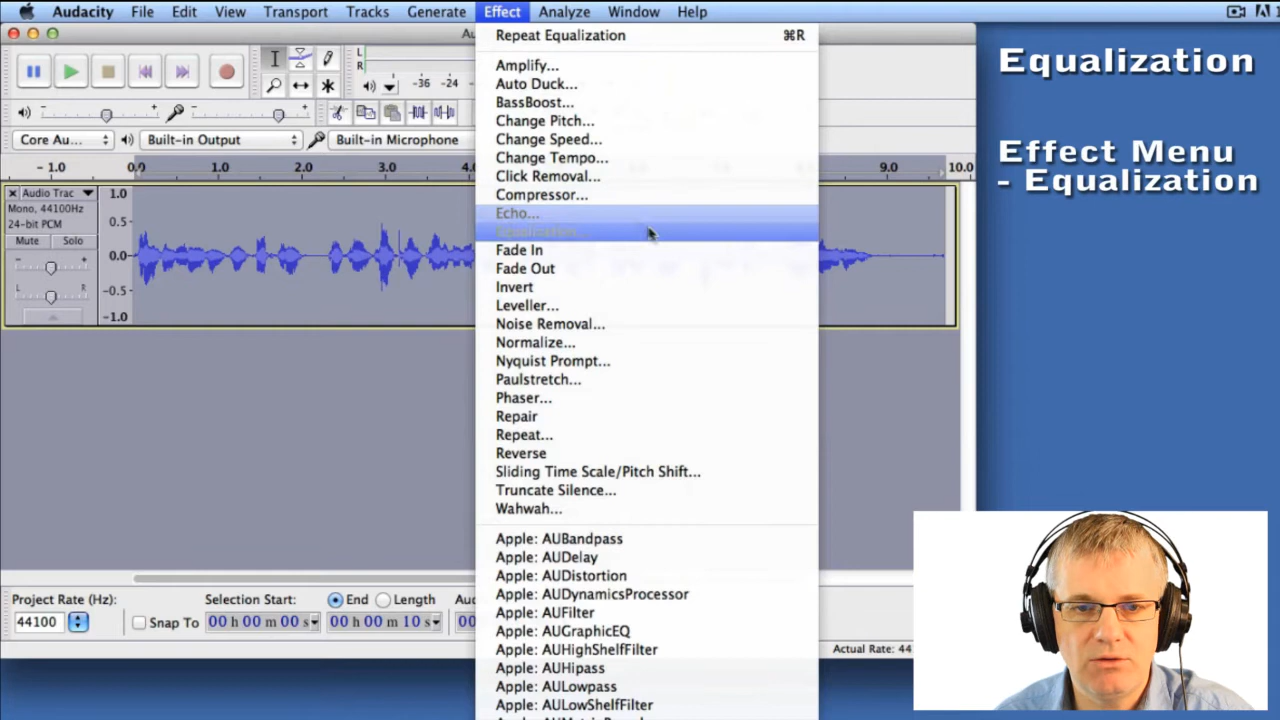 Audacity File Edit View Transport Tracks Generate Effect Analyze Window Help
Repeat Equalization ⌘R
Equalization
Effect Menu
- Equalization
L
R
-36 -24
Core Au... Built-in Output Built-in Microphone
- 1.0 0.0 1.0 2.0 3.0 4.0 9.0 10.0
Audio Trac
Mono, 44100Hz
24-bit PCM
Mute Solo
- +
L R
1.0
0.5
0.0
-0.5
-1.0
Amplify...
Auto Duck...
BassBoost...
Change Pitch...
Change Speed...
Change Tempo...
Click Removal...
Compressor...
Echo...
Equalization...
Fade In
Fade Out
Invert
Leveller...
Noise Removal...
Normalize...
Nyquist Prompt...
Paulstretch...
Phaser...
Repair
Repeat...
Reverse
Sliding Time Scale/Pitch Shift...
Truncate Silence...
Wahwah...
Apple: AUBandpass
Apple: AUDelay
Apple: AUDistortion
Apple: AUDynamicsProcessor
Apple: AUFilter
Apple: AUGraphicEQ
Apple: AUHighShelfFilter
Apple: AUHipass
Apple: AULowpass
Apple: AULowShelfFilter
Project Rate (Hz): Selection Start: End Length
44100 Snap To 00 h 00 m 00 s 00 h 00 m 10 s
Actual Rate: 44